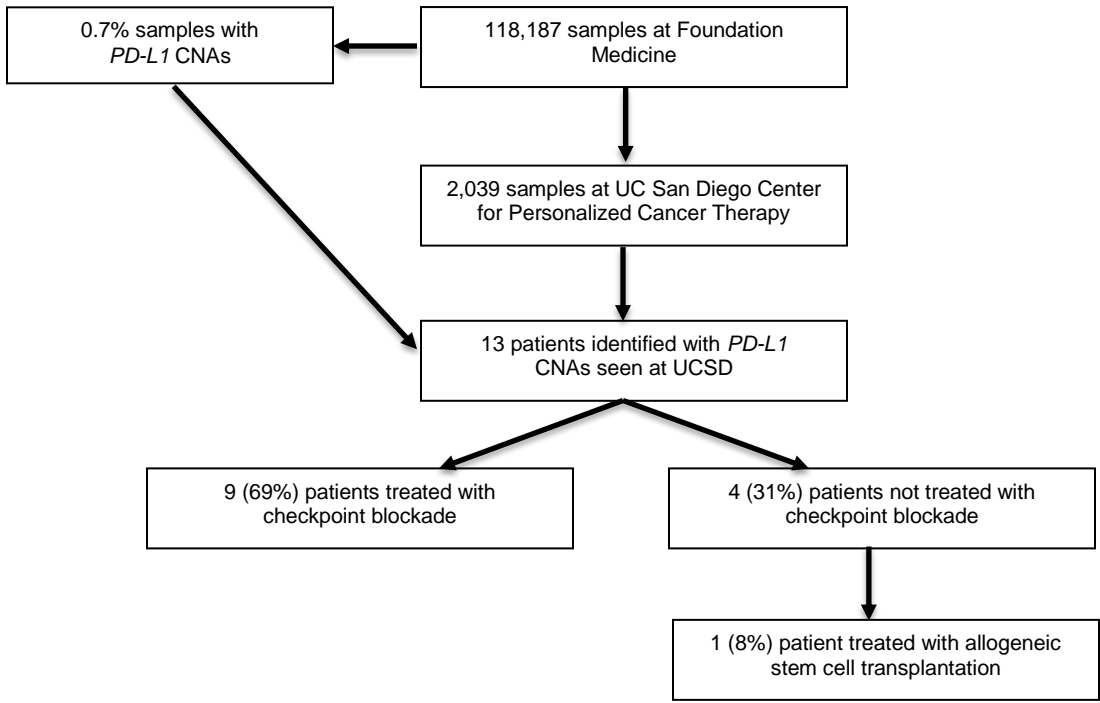 0.7% samples with
PD-L1 CNAs
118,187 samples at Foundation
Medicine
2,039 samples at UC San Diego Center
for Personalized Cancer Therapy
13 patients identified with PD-L1
CNAs seen at UCSD
9 (69%) patients treated with
checkpoint blockade
4 (31%) patients not treated with
checkpoint blockade
1 (8%) patient treated with allogeneic
stem cell transplantation